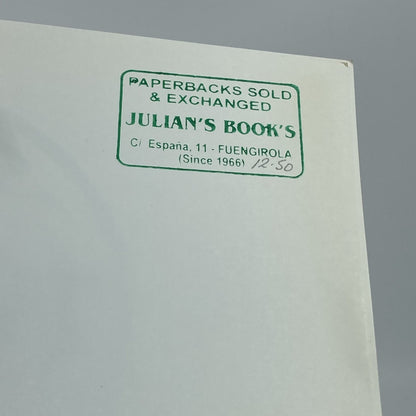 PAPERBACKS SOLD
& EXCHANGED
JULIAN'S BOOK'S
C/ España, 11 - FUENGIROLA
(Since 1966) 12.50